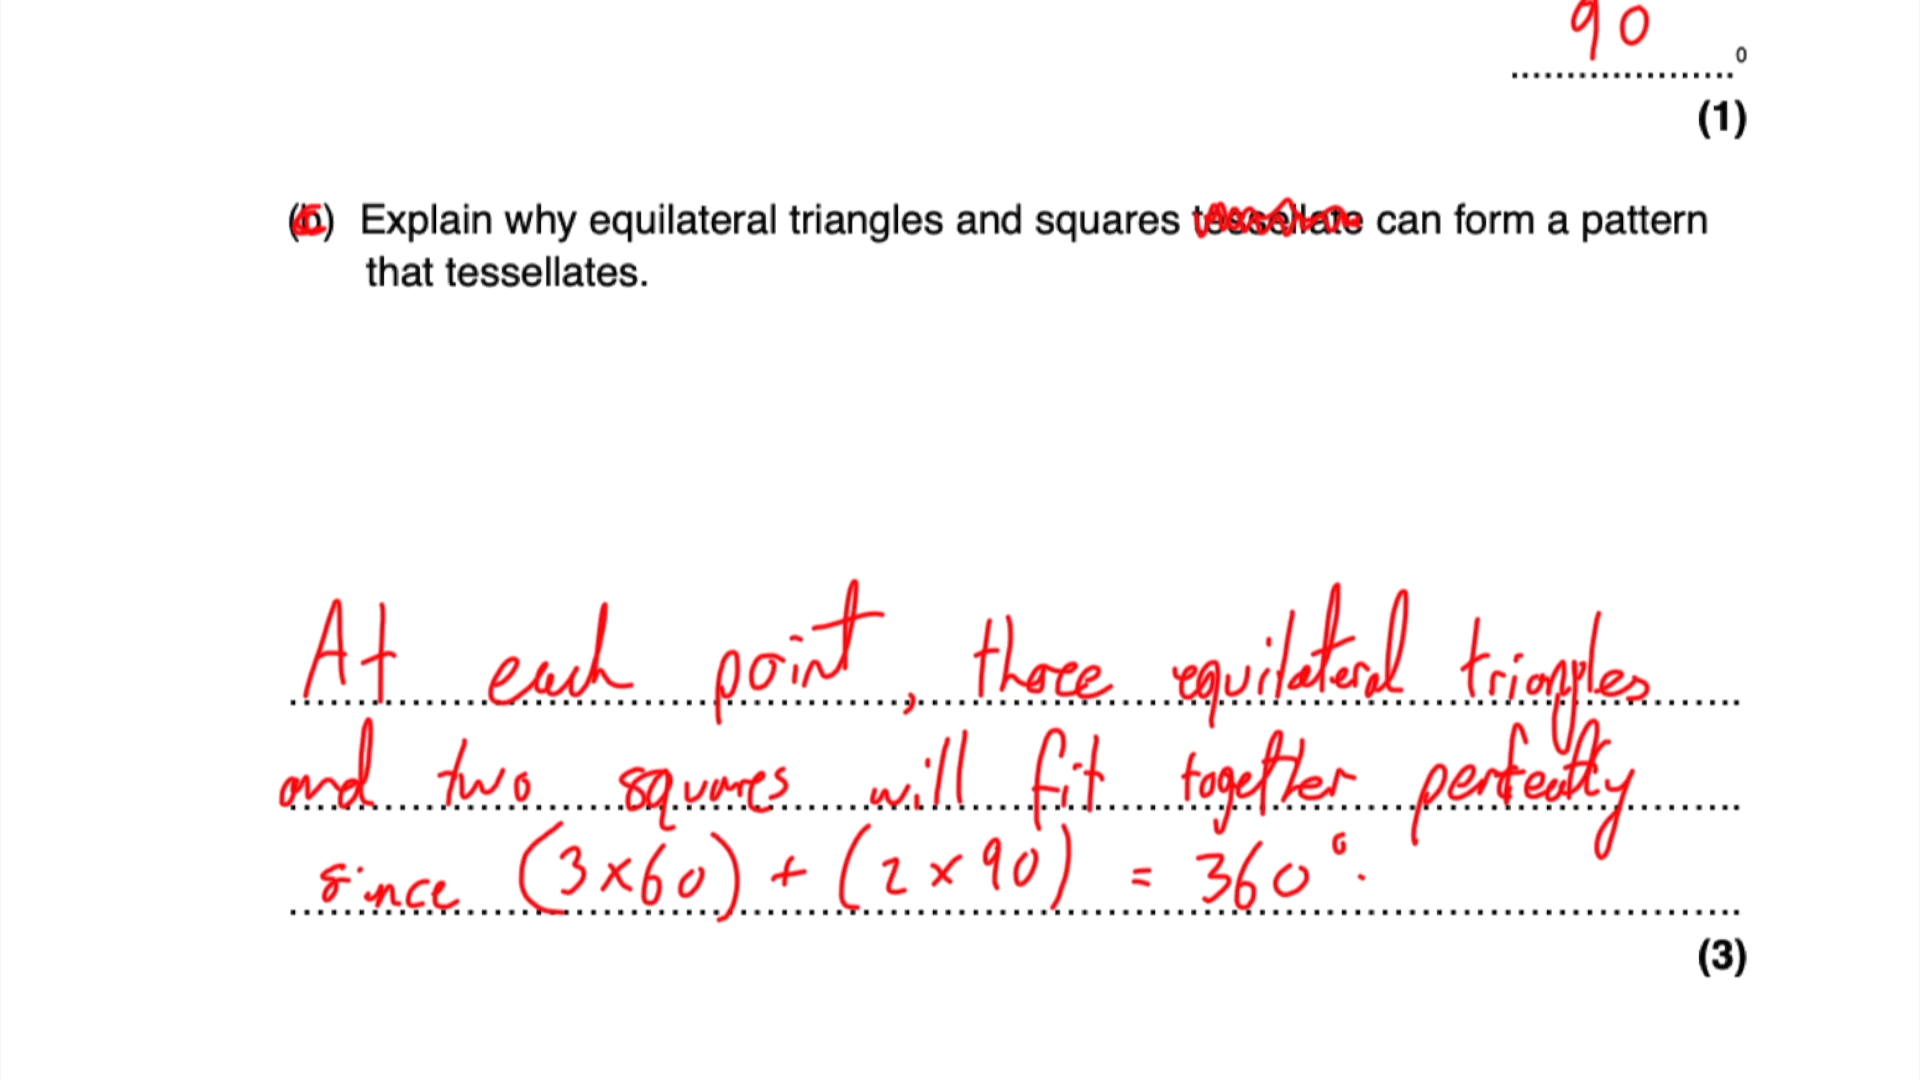 90
..................... o
(1)
(c) Explain why equilateral triangles and squares can form a pattern
that tessellates.
At each point, three equilateral triangles
and two squares will fit together perfectly
since (3×60) + (2×90) = 360°.
(3)